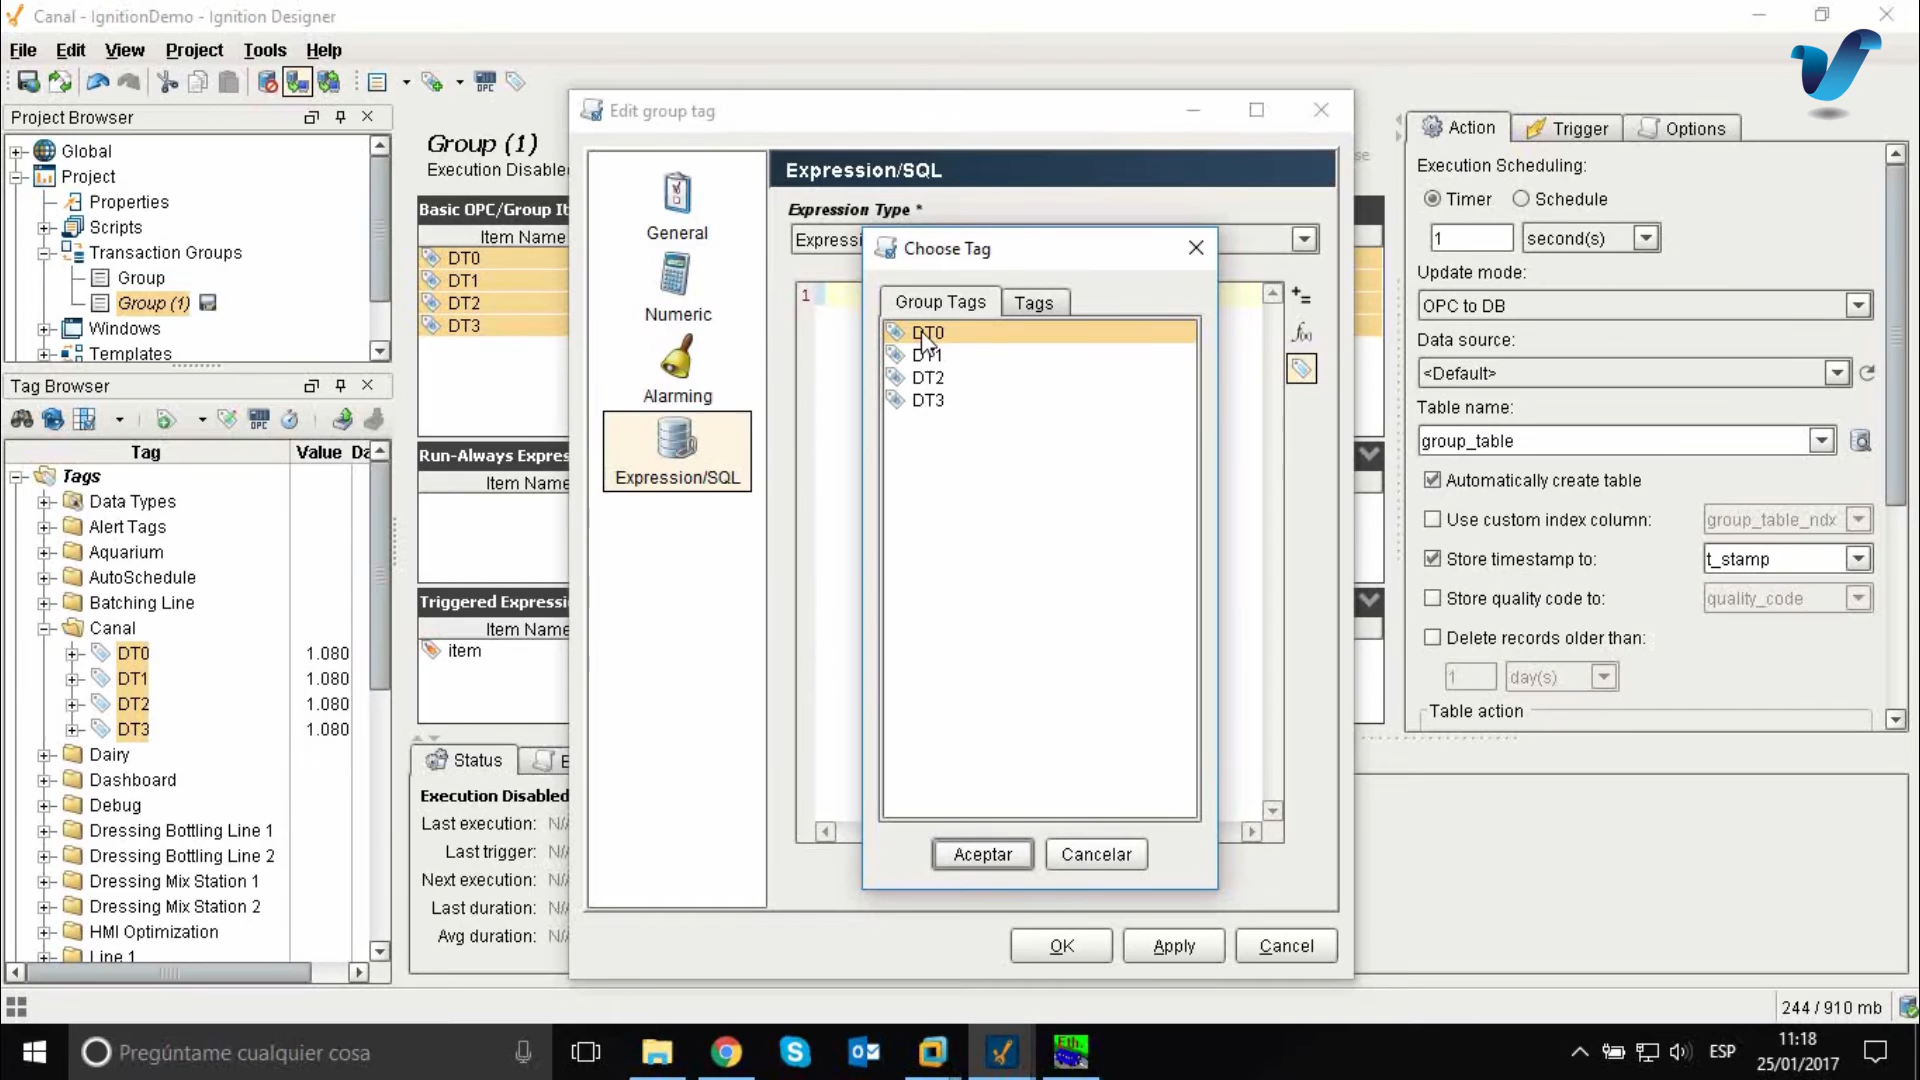 Canal - IgnitionDemo - Ignition Designer
File Edit View Project Tools Help
Project Browser
Global
Project
Properties
Scripts
Transaction Groups
Group
Group (1)
Windows
Templates
Tag Browser
Tag Value
Tags
Data Types
Alert Tags
Aquarium
AutoSchedule
Batching Line
Canal
DT0 1.080
DT1 1.080
DT2 1.080
DT3 1.080
Dairy
Dashboard
Debug
Dressing Bottling Line 1
Dressing Bottling Line 2
Dressing Mix Station 1
Dressing Mix Station 2
HMI Optimization
Line 1
Group (1)
Execution Disable
Basic OPC/Group It
Item Name
DT0
DT1
DT2
DT3
Run-Always Expres
Item Name
Triggered Expressi
Item Name
item
Status
Execution Disabled
Last execution: N/
Last trigger: N/
Next execution: N/
Last duration: N/
Avg duration: N/
Edit group tag
General
Numeric
Alarming
Expression/SQL
Expression/SQL
Expression Type *
Expressi
1
Choose Tag
Group Tags Tags
DT0
DT1
DT2
DT3
Aceptar Cancelar
OK Apply Cancel
Action Trigger Options
Execution Scheduling:
Timer Schedule
1 second(s)
Update mode:
OPC to DB
Data source:
<Default>
Table name:
group_table
Automatically create table
Use custom index column: group_table_ndx
Store timestamp to: t_stamp
Store quality code to: quality_code
Delete records older than:
1 day(s)
Table action
244 / 910 mb
Pregúntame cualquier cosa
ESP
11:18
25/01/2017